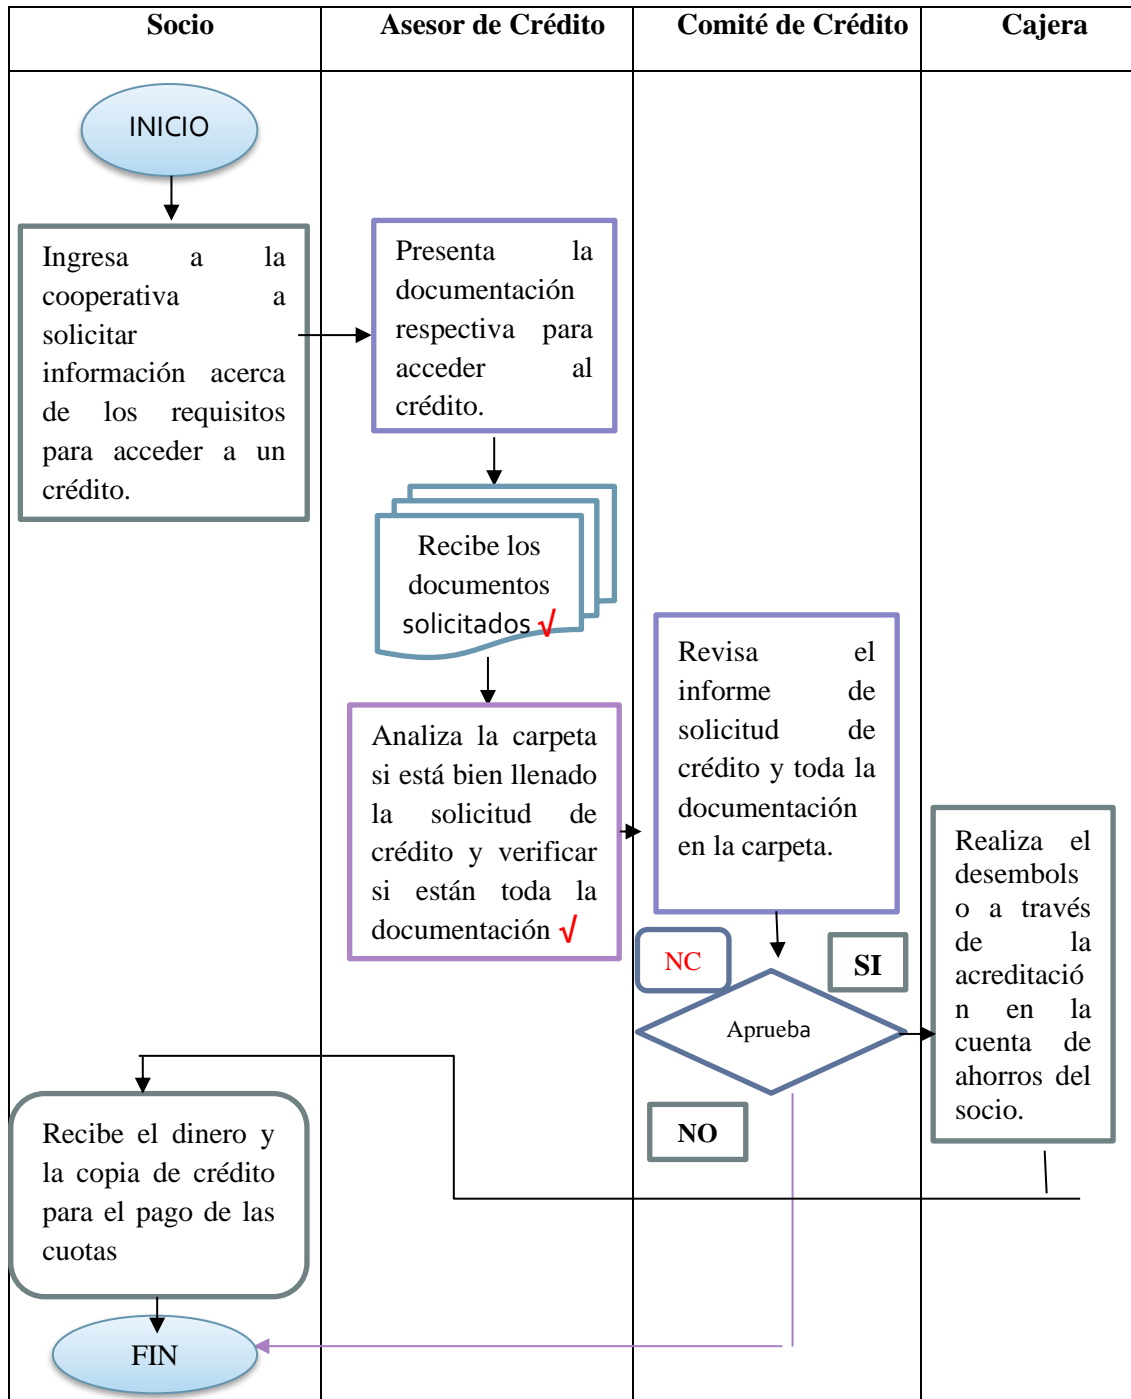 Socio
Asesor de Crédito
Comité de Crédito
Cajera
INICIO
Ingresa a la
cooperativa a
solicitar
información acerca
de los requisitos
para acceder a un
crédito.
Presenta la
documentación
respectiva para
acceder al
crédito.
Recibe los
documentos
solicitados √
Analiza la carpeta
si está bien llenado
la solicitud de
crédito y verificar
si están toda la
documentación √
Revisa el
informe de
solicitud de
crédito y toda la
documentación
en la carpeta.
NC
SI
Aprueba
NO
Realiza el
desembols
o a través
de la
acreditació
n en la
cuenta de
ahorros del
socio.
Recibe el dinero y
la copia de crédito
para el pago de las
cuotas
FIN